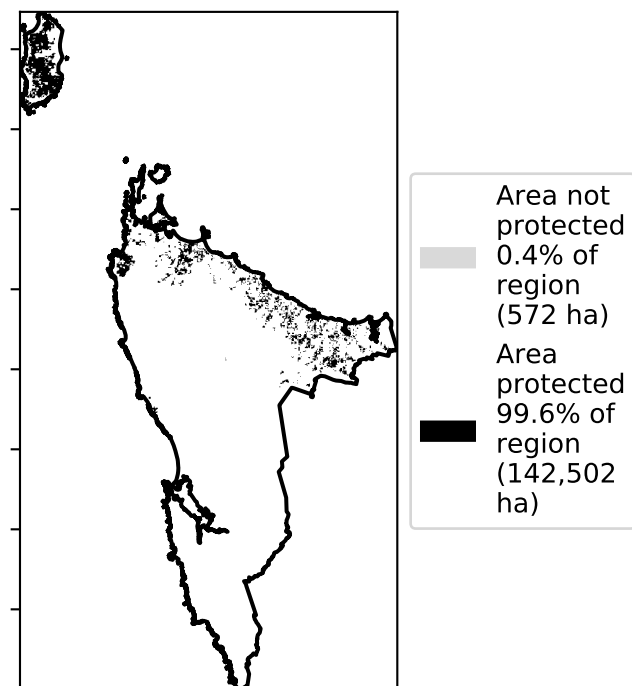 Area not
protected
0.4% of
region
(572 ha)
Area
protected
99.6% of
region
(142,502
ha)